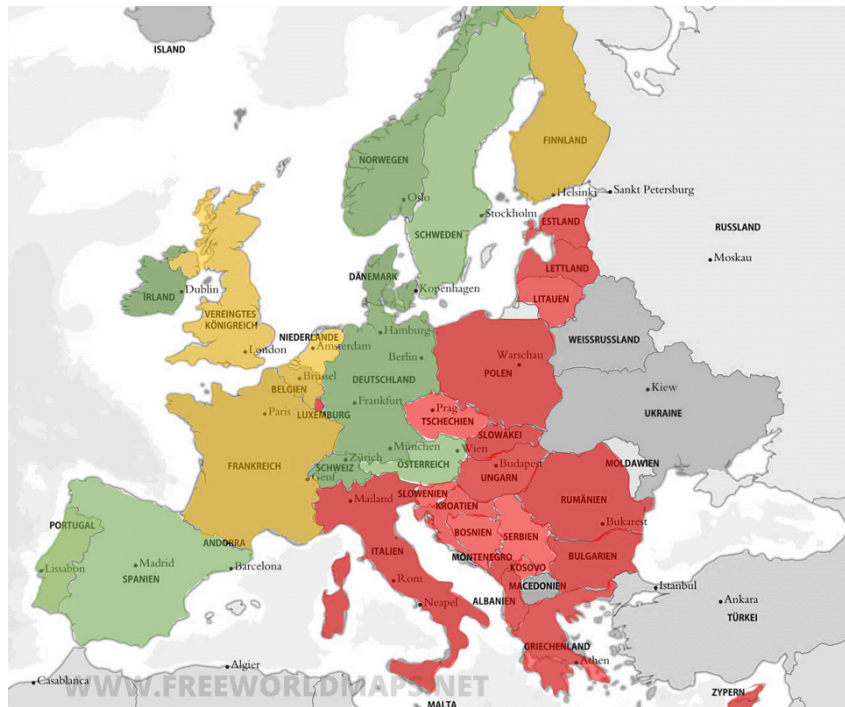 ISLAND
NORWEGEN
FINNLAND
Oslo
Helsinki
Sankt Petersburg
Stockholm
ESTLAND
SCHWEDEN
RUSSLAND
Moskau
LETTLAND
DÄNEMARK
Kopenhagen
Dublin
IRLAND
LITAUEN
VEREINGTES
KÖNIGREICH
NIEDERLANDE
Hamburg
WEISSRUSSLAND
London
Amsterdam
Berlin
Warschau
POLEN
Brüssel
BELGIEN
DEUTSCHLAND
Kiew
Paris
LUXEMBURG
Frankfurt
Prag
TSCHECHIEN
UKRAINE
SLOWAKEI
München
Wien
FRANKREICH
Zürich
SCHWEIZ
ÖSTERREICH
Budapest
UNGARN
MOLDAWIEN
Genf
Mailand
SLOWENIEN
KROATIEN
RUMÄNIEN
PORTUGAL
Bukarest
BOSNIEN
SERBIEN
ANDORRA
ITALIEN
MONTENEGRO
BULGARIEN
Lissabon
Madrid
SPANIEN
Barcelona
KOSOVO
Rom
MACEDONIEN
Istanbul
Neapel
ALBANIEN
Ankara
TÜRKEI
GRIECHENLAND
Athen
Algier
Casablanca
WWW.FREEWORLDMAPS.NET
ZYPERN
MALTA